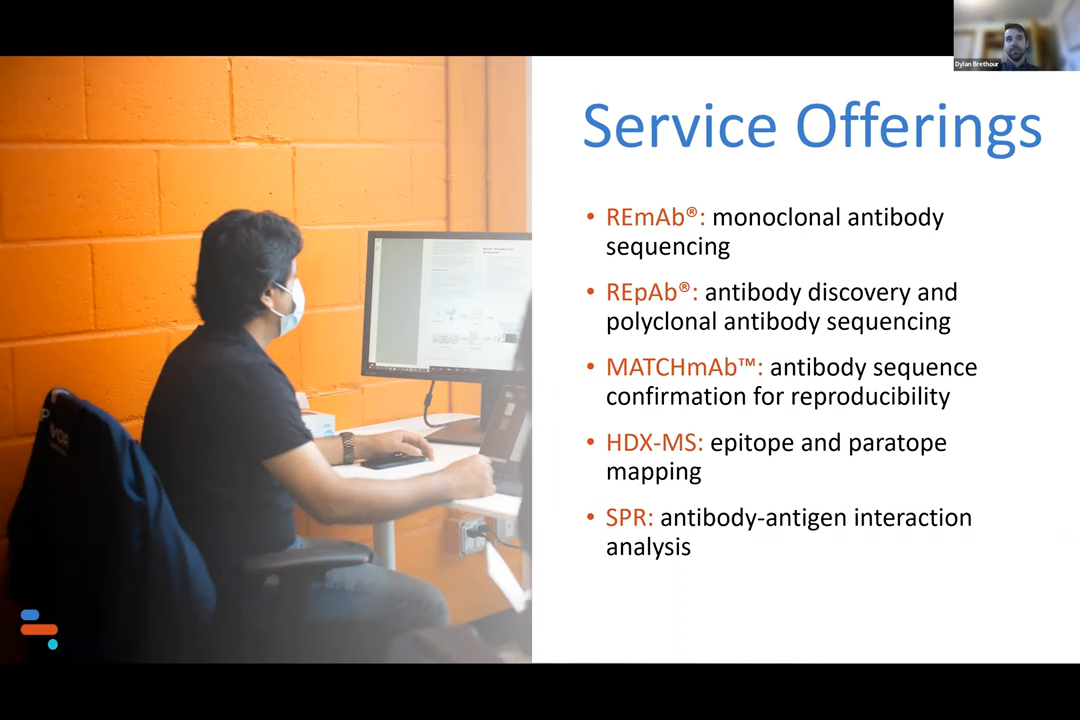 Dylan Brethour
Service Offerings
• REmAb®: monoclonal antibody
sequencing
• REpAb®: antibody discovery and
polyclonal antibody sequencing
• MATCHmAb™: antibody sequence
confirmation for reproducibility
• HDX-MS: epitope and paratope
mapping
• SPR: antibody-antigen interaction
analysis